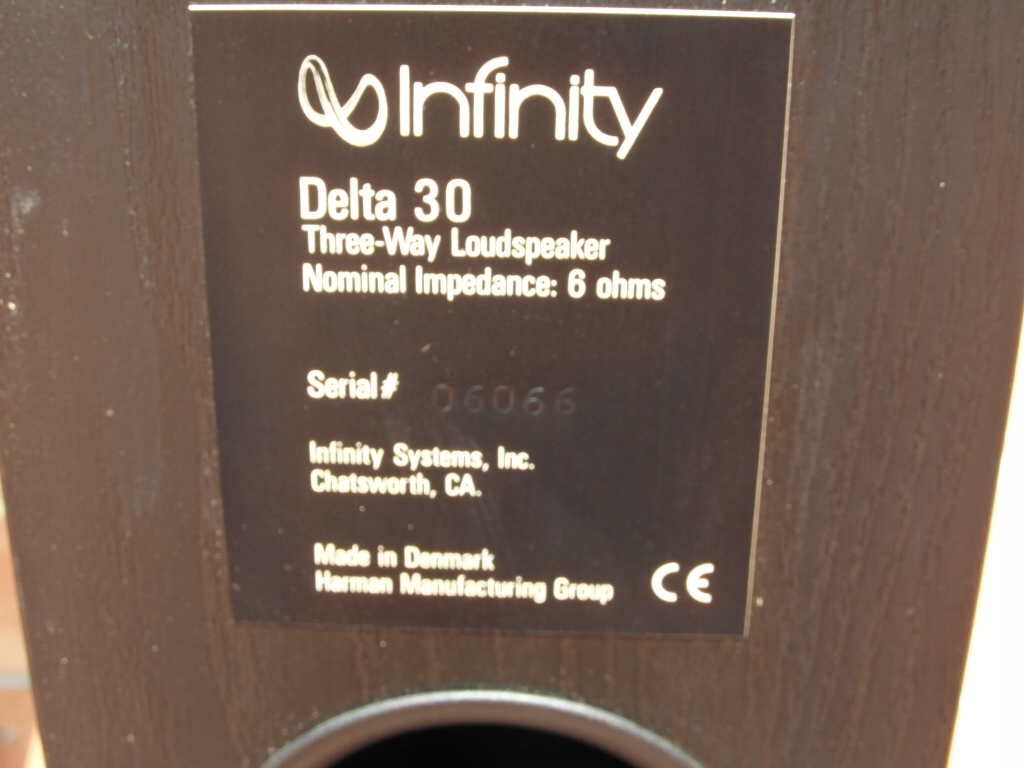 Infinity
Delta 30
Three-Way Loudspeaker
Nominal Impedance: 6 ohms
Serial# 06066
Infinity Systems, Inc.
Chatsworth, CA.
Made in Denmark
Harman Manufacturing Group CE